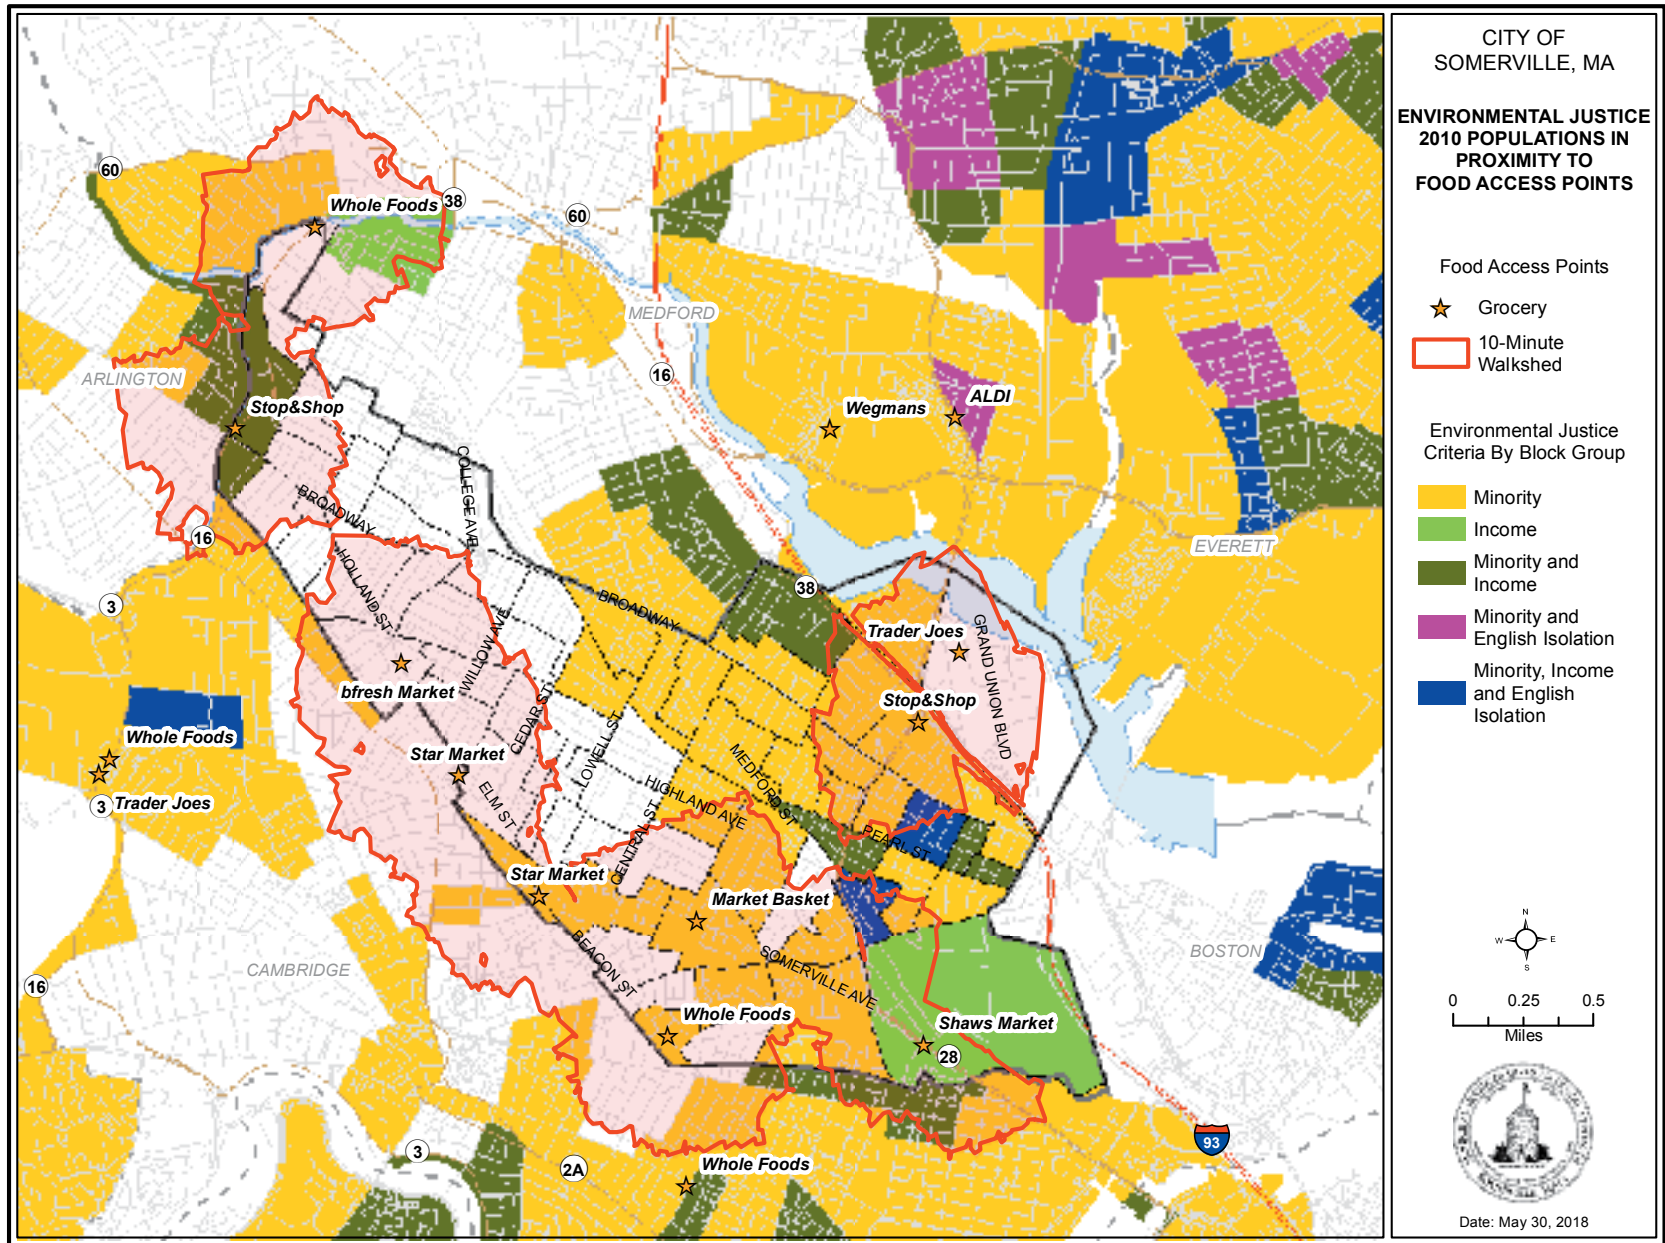 CITY OF
SOMERVILLE, MA
ENVIRONMENTAL JUSTICE
2010 POPULATIONS IN
PROXIMITY TO
FOOD ACCESS POINTS
Food Access Points
Grocery
10-Minute
Walkshed
Environmental Justice
Criteria By Block Group
Minority
Income
Minority and
Income
Minority and
English Isolation
Minority, Income
and English
Isolation
N
W
E
S
0
0.25
0.5
Miles
Date: May 30, 2018
60
Whole Foods
38
60
MEDFORD
ARLINGTON
16
Stop&Shop
Wegmans
ALDI
COLLEGE AVE
BROADWAY
16
EVERETT
HOLLAND ST
3
38
BROADWAY
Trader Joes
GRAND UNION BLVD
WILLOW AVE
bfresh Market
Stop&Shop
CEDAR ST
LOWELL ST
Whole Foods
Star Market
MEDFORD ST
3
Trader Joes
ELM ST
HIGHLAND AVE
CENTRAL ST
PEARL ST
Star Market
Market Basket
BEACON ST
SOMERVILLE AVE
CAMBRIDGE
BOSTON
16
Whole Foods
Shaws Market
28
3
2A
Whole Foods
93